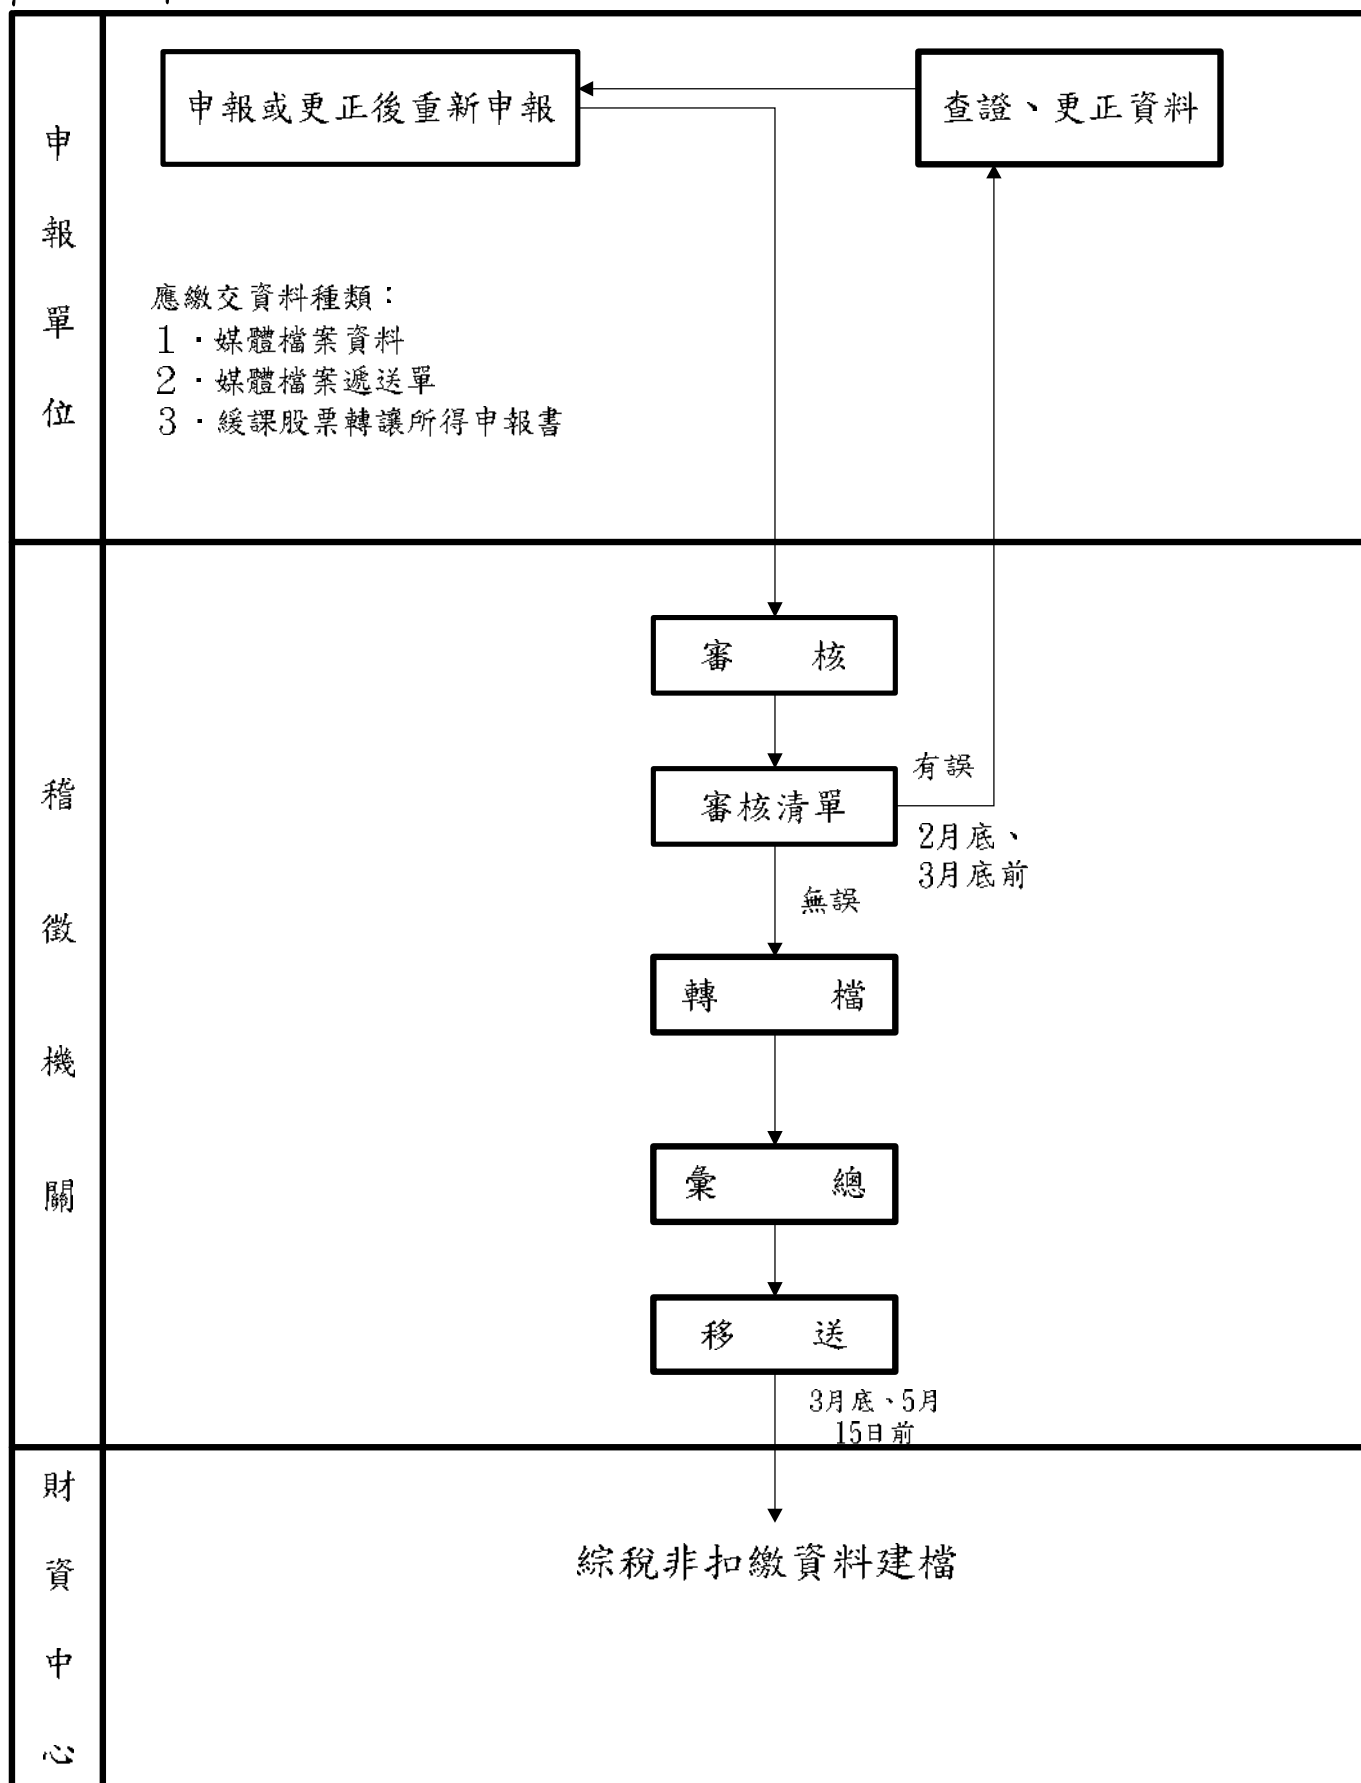 申報單位
申報或更正後重新申報
查證、更正資料
應繳交資料種類：
１．媒體檔案資料
２．媒體檔案遞送單
３．緩課股票轉讓所得申報書
稽徵機關
審　　核
審核清單
有誤
2月底、
3月底前
無誤
轉　　　檔
彙　　　總
移　　送
3月底、5月
15日前
財資中心
綜稅非扣繳資料建檔